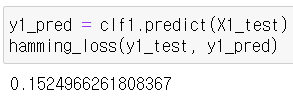 y1_pred = clf1.predict(X1_test)
hamming_loss(y1_test, y1_pred)
0.1524966261808367